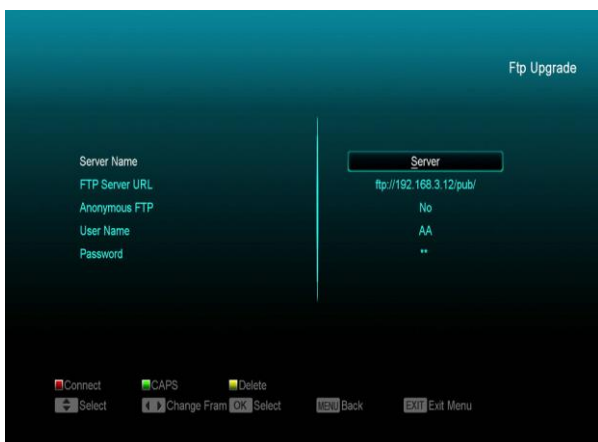 Ftp Upgrade
Server Name Server
FTP Server URL ftp://192.168.3.12/pub/
Anonymous FTP No
User Name AA
Password **
Connect CAPS Delete
Select Change Fram OK Select MENU Back EXIT Exit Menu